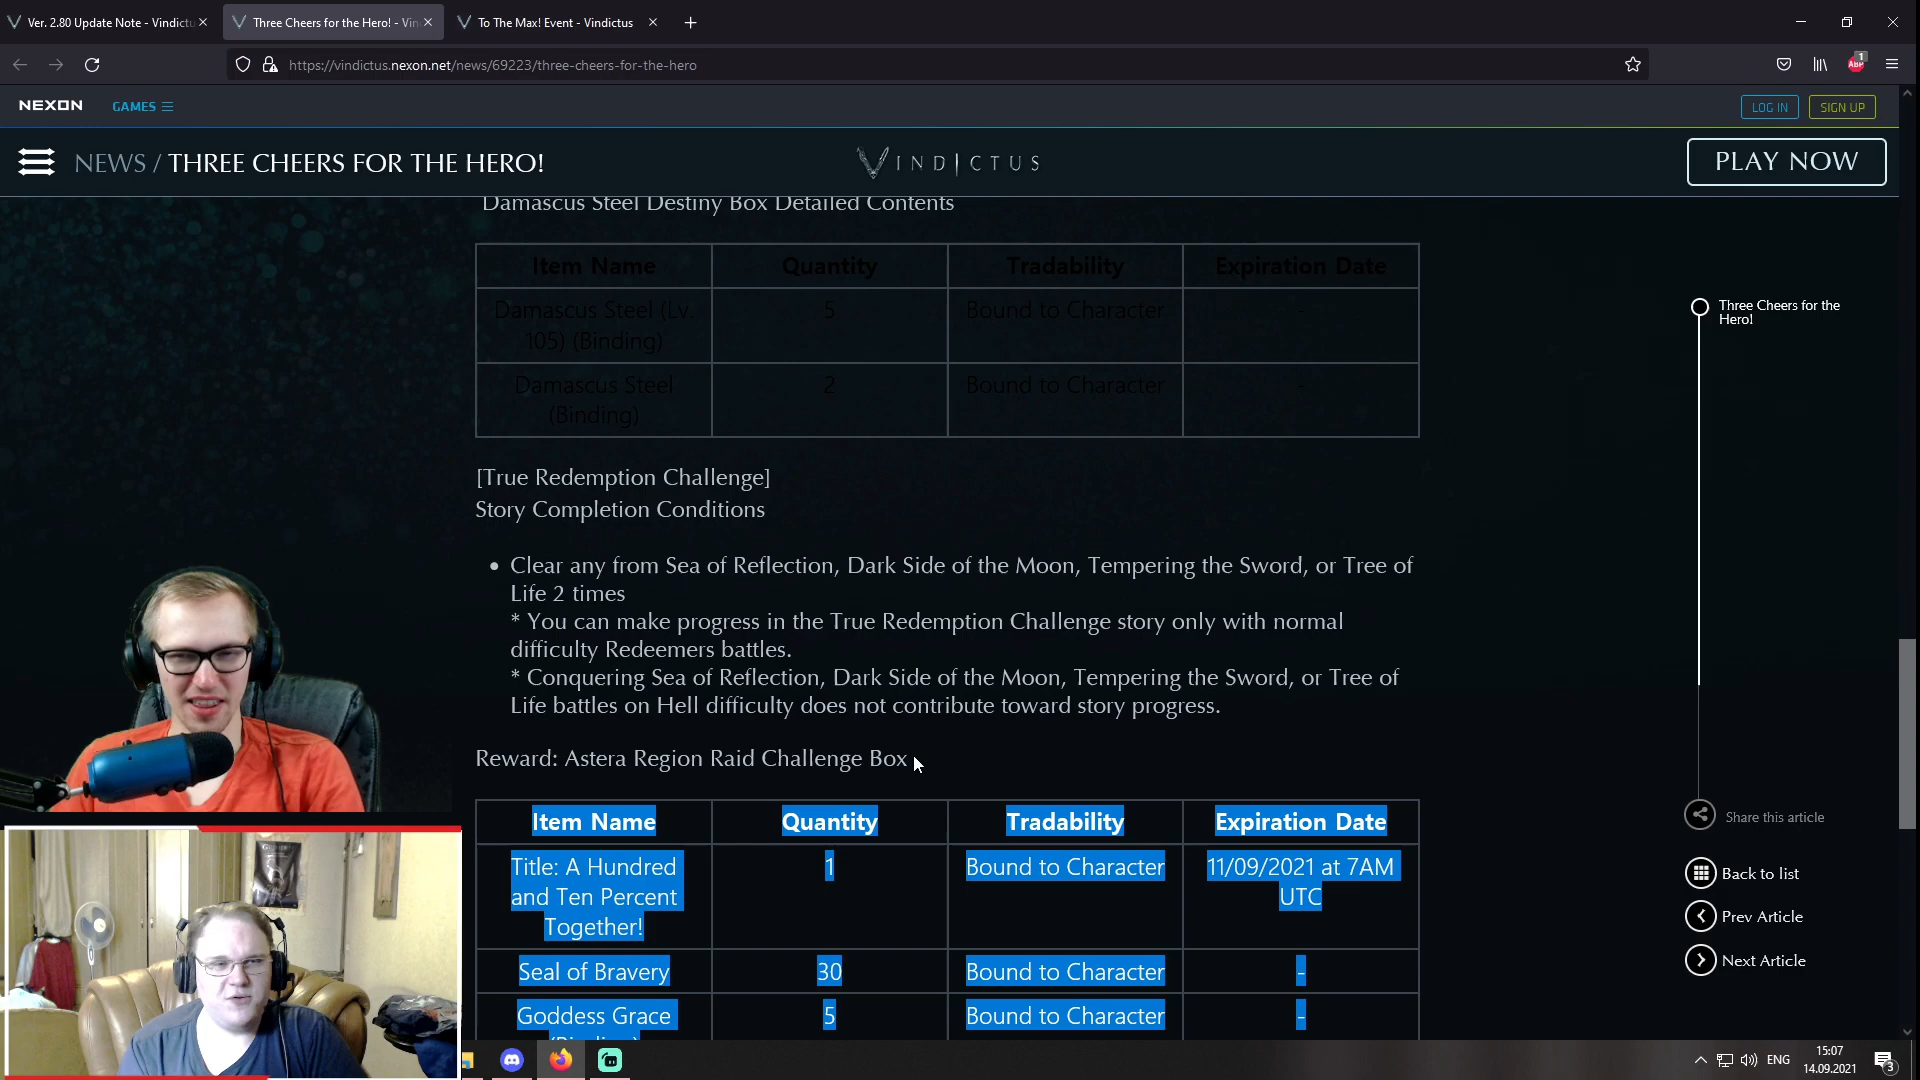 Ver. 2.80 Update Note - Vindictu
Three Cheers for the Hero! - Vin
To The Max! Event - Vindictus
https://vindictus.nexon.net/news/69223/three-cheers-for-the-hero
1
ABP
NEXON
GAMES
LOG IN
SIGN UP
NEWS / THREE CHEERS FOR THE HERO!
VINDICTUS
PLAY NOW
Damascus Steel Destiny Box Detailed Contents
Item Name Quantity Tradability Expiration Date
Damascus Steel (Lv. 5 Bound to Character -
105) (Binding)
Damascus Steel 2 Bound to Character -
(Binding)
Three Cheers for the
Hero!
[True Redemption Challenge]
Story Completion Conditions
• Clear any from Sea of Reflection, Dark Side of the Moon, Tempering the Sword, or Tree of
Life 2 times
* You can make progress in the True Redemption Challenge story only with normal
difficulty Redeemers battles.
* Conquering Sea of Reflection, Dark Side of the Moon, Tempering the Sword, or Tree of
Life battles on Hell difficulty does not contribute toward story progress.
Reward: Astera Region Raid Challenge Box
Item Name Quantity Tradability Expiration Date
Title: A Hundred 1 Bound to Character 11/09/2021 at 7AM
and Ten Percent UTC
Together!
Seal of Bravery 30 Bound to Character -
Goddess Grace 5 Bound to Character -
(Binding)
Share this article
Back to list
Prev Article
Next Article
ENG
15:07
14.09.2021
3